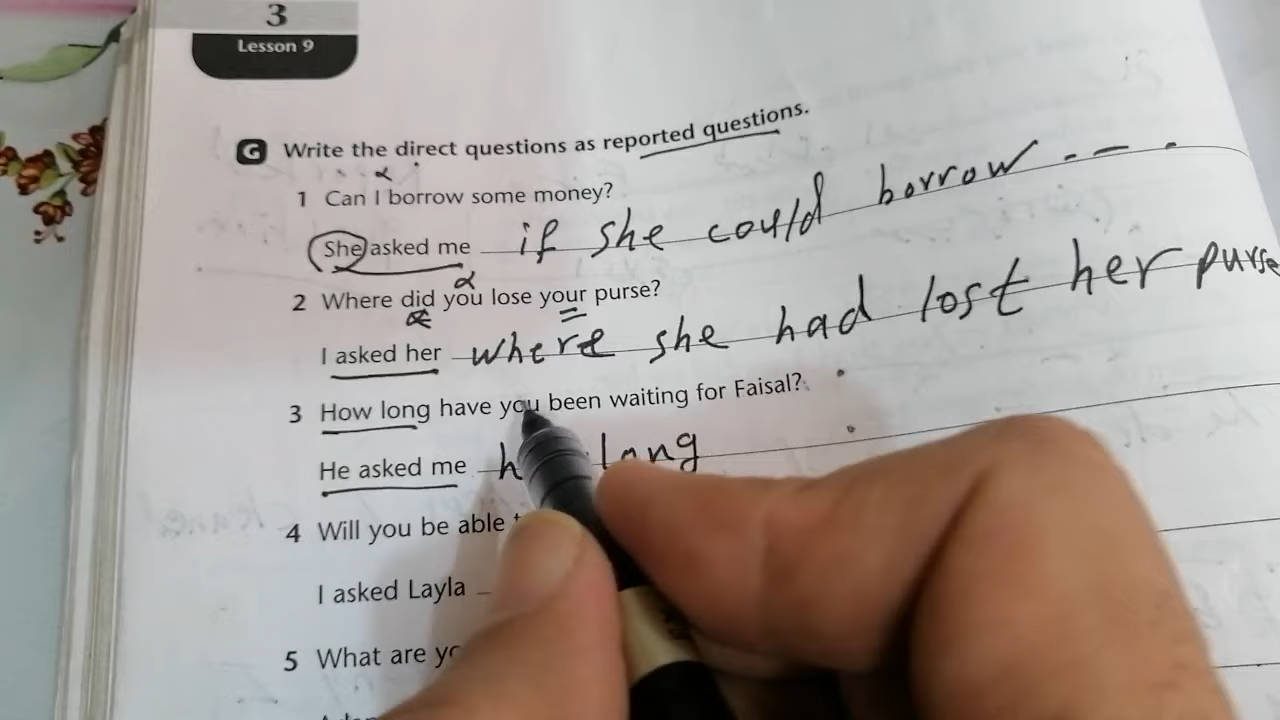 3
Lesson 9
G Write the direct questions as reported questions.
1 Can I borrow some money?
She asked me if she could borrow ---
2 Where did you lose your purse?
I asked her where she had lost her purse
3 How long have you been waiting for Faisal?
He asked me long
4 Will you be able
I asked Layla
5 What are